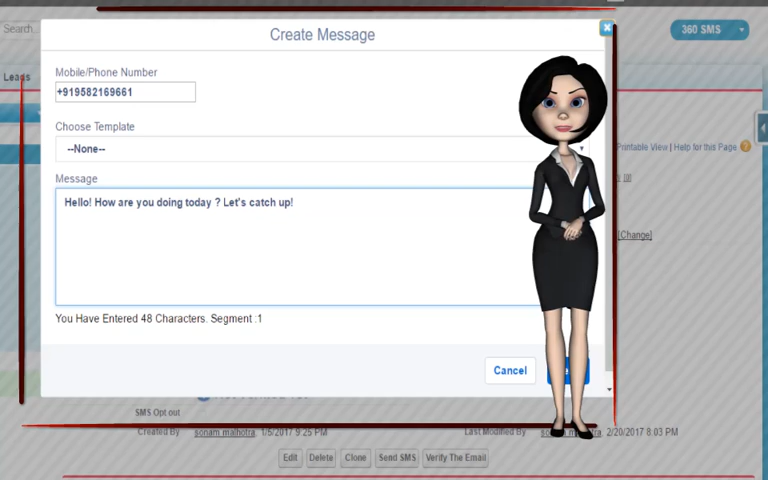 Create Message
Search...
360 SMS
Leads
Mobile/Phone Number
+919582169661
Choose Template
--None--
Printable View | Help for this Page ?
Message
Hello! How are you doing today ? Let's catch up!
[Change]
You Have Entered 48 Characters. Segment :1
Cancel
SMS Opt out
Created By sonam malhotra, 1/5/2017 9:25 PM
Last Modified By 2/20/2017 8:03 PM
Edit Delete Clone Send SMS Verify The Email